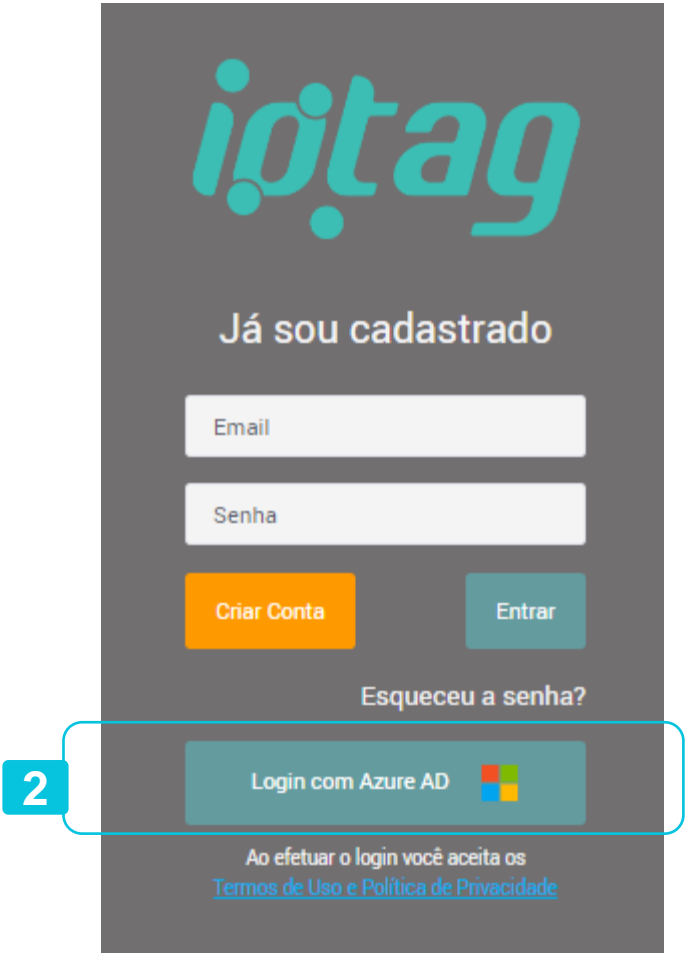 iotag
Já sou cadastrado
Email
Senha
Criar Conta
Entrar
Esqueceu a senha?
2
Login com Azure AD
Ao efetuar o login você aceita os
Termos de Uso e Política de Privacidade